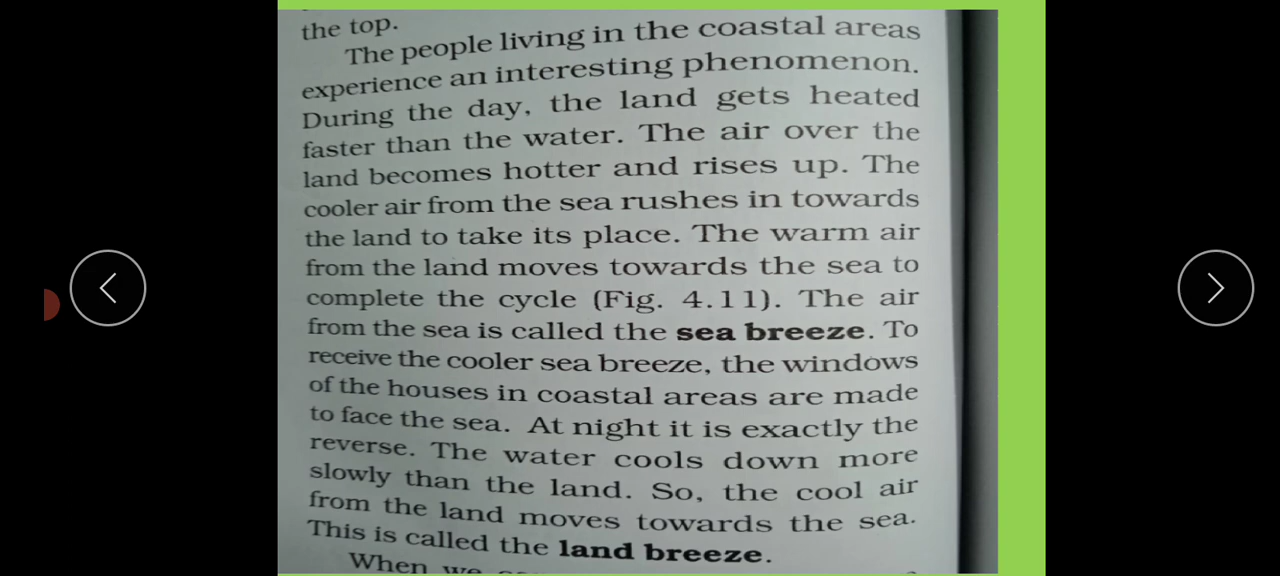 the top.
The people living in the coastal areas
experience an interesting phenomenon.
During the day, the land gets heated
faster than the water. The air over the
land becomes hotter and rises up. The
cooler air from the sea rushes in towards
the land to take its place. The warm air
from the land moves towards the sea to
complete the cycle (Fig. 4.11). The air
from the sea is called the sea breeze. To
receive the cooler sea breeze, the windows
of the houses in coastal areas are made
to face the sea. At night it is exactly the
reverse. The water cools down more
slowly than the land. So, the cool air
from the land moves towards the sea.
This is called the land breeze.
When we